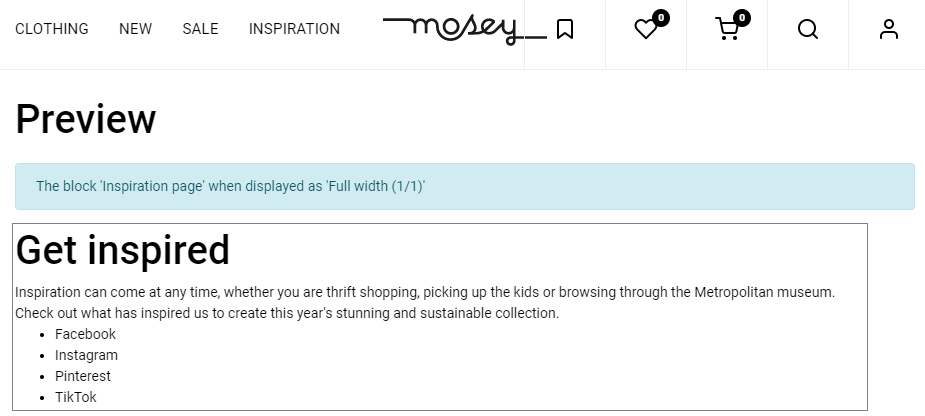 CLOTHING NEW SALE INSPIRATION mosey 0 0
Preview
The block 'Inspiration page' when displayed as 'Full width (1/1)'
Get inspired
Inspiration can come at any time, whether you are thrift shopping, picking up the kids or browsing through the Metropolitan museum.
Check out what has inspired us to create this year's stunning and sustainable collection.
• Facebook
• Instagram
• Pinterest
• TikTok